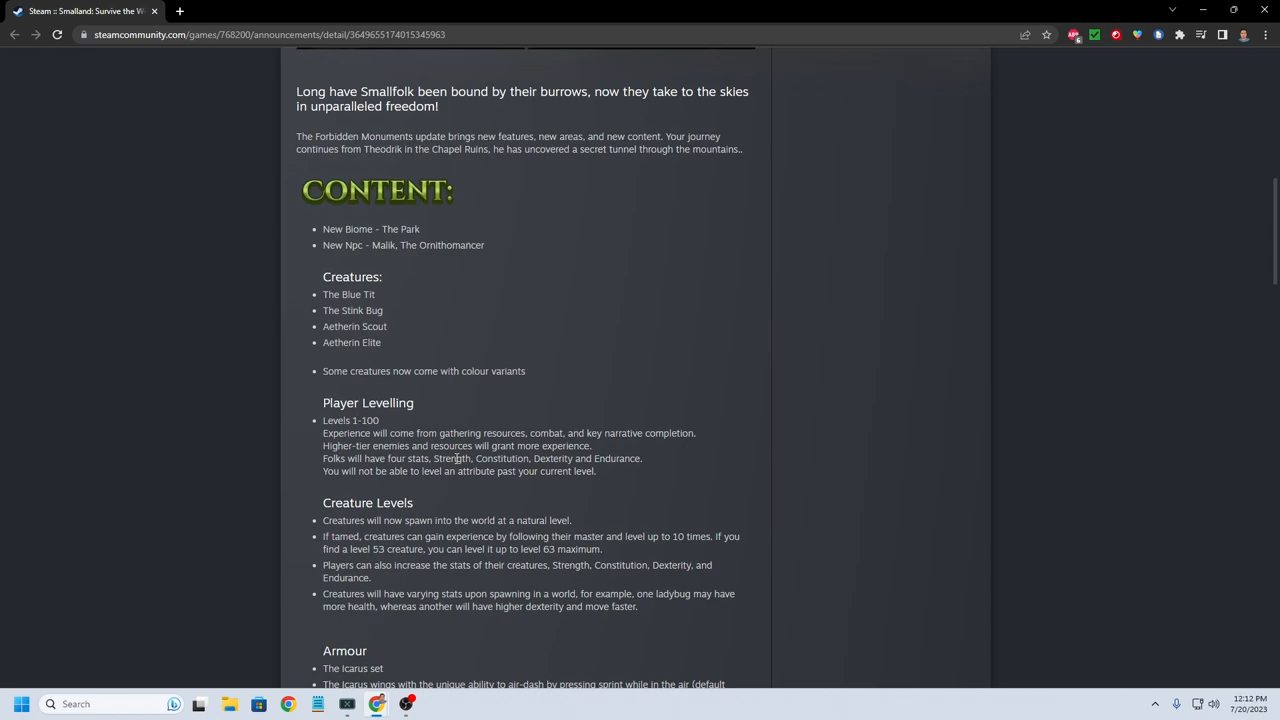 Steam :: Smalland: Survive the W
steamcommunity.com/games/768200/announcements/detail/3649655174015345963
6
Long have Smallfolk been bound by their burrows, now they take to the skies
in unparalleled freedom!
The Forbidden Monuments update brings new features, new areas, and new content. Your journey
continues from Theodrik in the Chapel Ruins, he has uncovered a secret tunnel through the mountains..
CONTENT:
New Biome - The Park
New Npc - Malik, The Ornithomancer
Creatures:
The Blue Tit
The Stink Bug
Aetherin Scout
Aetherin Elite
Some creatures now come with colour variants
Player Levelling
Levels 1-100
Experience will come from gathering resources, combat, and key narrative completion.
Higher-tier enemies and resources will grant more experience.
Folks will have four stats, Strength, Constitution, Dexterity and Endurance.
You will not be able to level an attribute past your current level.
Creature Levels
Creatures will now spawn into the world at a natural level.
If tamed, creatures can gain experience by following their master and level up to 10 times. If you
find a level 53 creature, you can level it up to level 63 maximum.
Players can also increase the stats of their creatures, Strength, Constitution, Dexterity, and
Endurance.
Creatures will have varying stats upon spawning in a world, for example, one ladybug may have
more health, whereas another will have higher dexterity and move faster.
Armour
The Icarus set
The Icarus wings with the unique ability to air-dash by pressing sprint while in the air (default
Search
12:12 PM
7/20/2023